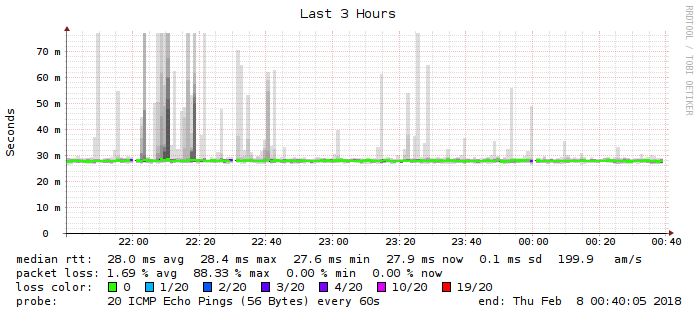 Last 3 Hours
RRDTOOL / TOBI OETIKER
Seconds
70 m
60 m
50 m
40 m
30 m
20 m
10 m
0
22:00 22:20 22:40 23:00 23:20 23:40 00:00 00:20 00:40
median rtt: 28.0 ms avg 28.4 ms max 27.6 ms min 27.9 ms now 0.1 ms sd 199.9 am/s
packet loss: 1.69 % avg 88.33 % max 0.00 % min 0.00 % now
loss color: 0 1/20 2/20 3/20 4/20 10/20 19/20
probe: 20 ICMP Echo Pings (56 Bytes) every 60s end: Thu Feb 8 00:40:05 2018